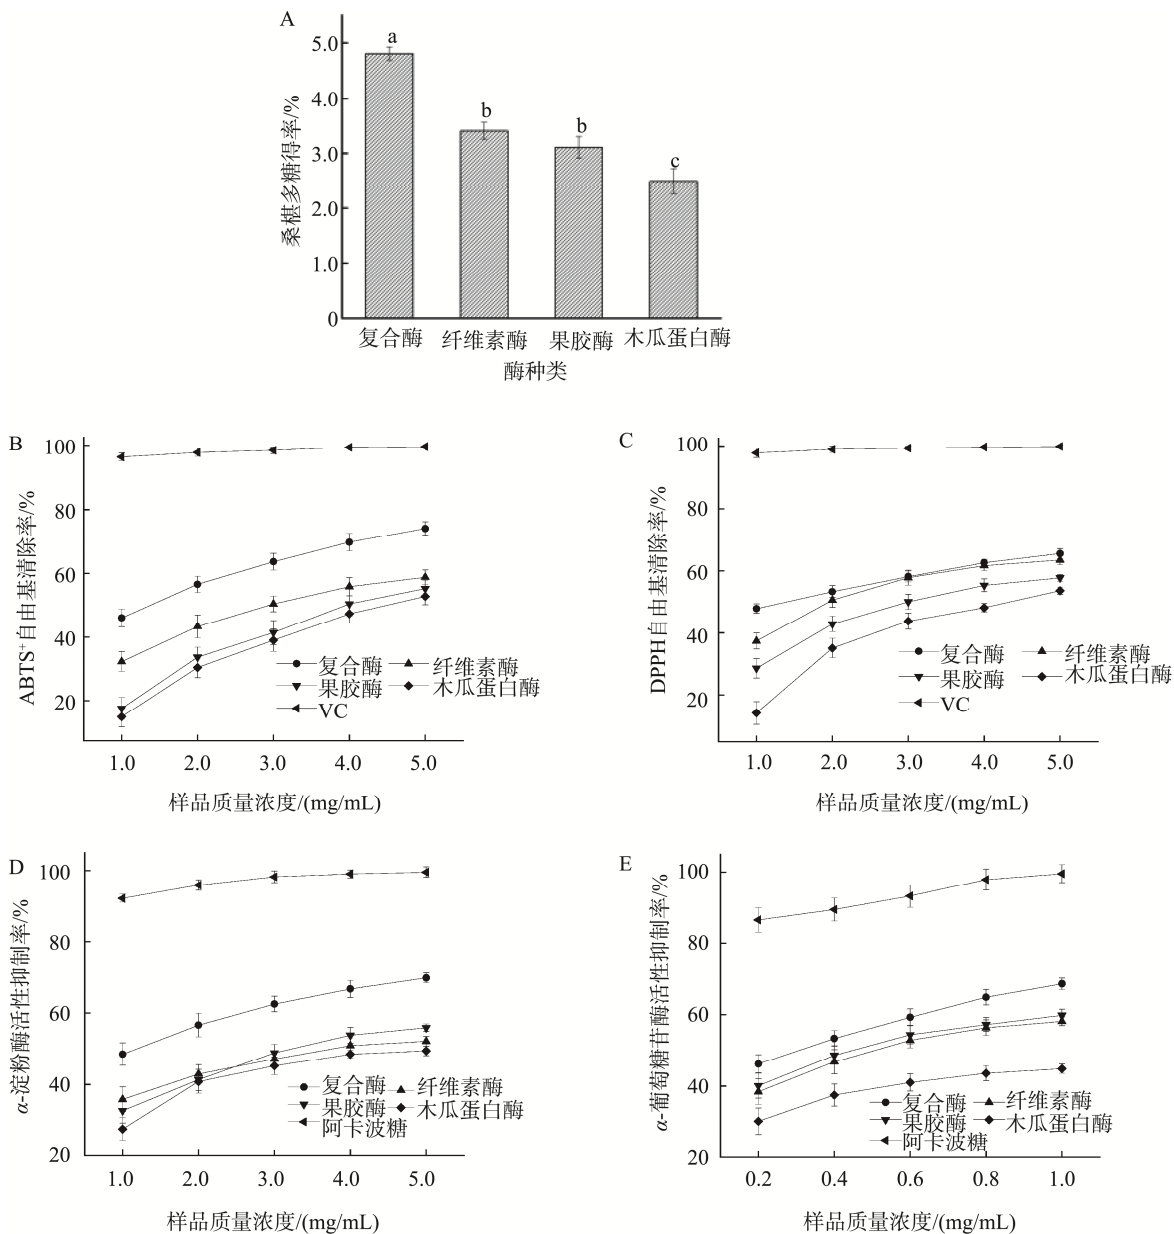 A
桑椹多糖得率/%
5.0
4.0
3.0
2.0
1.0
0
a
b
b
c
复合酶 纤维素酶 果胶酶 木瓜蛋白酶
酶种类
B
ABTS⁺自由基清除率/%
100
80
60
40
20
复合酶 纤维素酶
果胶酶 木瓜蛋白酶
VC
1.0 2.0 3.0 4.0 5.0
样品质量浓度/(mg/mL)
C
DPPH自由基清除率/%
100
80
60
40
20
复合酶 纤维素酶
果胶酶 木瓜蛋白酶
VC
1.0 2.0 3.0 4.0 5.0
样品质量浓度/(mg/mL)
D
α-淀粉酶活性抑制率/%
100
80
60
40
20
复合酶 纤维素酶
果胶酶 木瓜蛋白酶
阿卡波糖
1.0 2.0 3.0 4.0 5.0
样品质量浓度/(mg/mL)
E
α-葡萄糖苷酶活性抑制率/%
100
80
60
40
20
复合酶 纤维素酶
果胶酶 木瓜蛋白酶
阿卡波糖
0.2 0.4 0.6 0.8 1.0
样品质量浓度/(mg/mL)